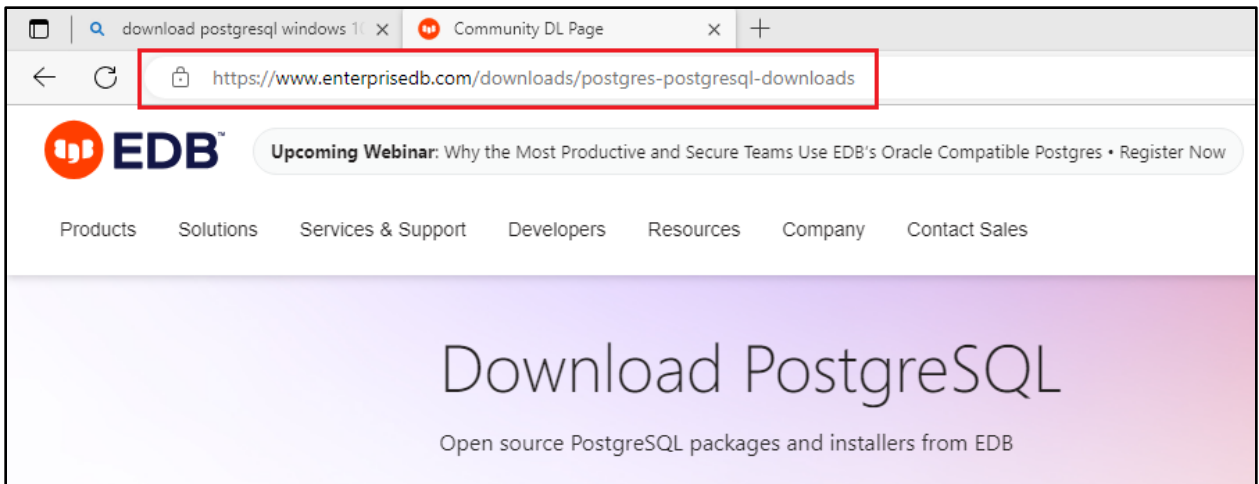 download postgresql windows 1
Community DL Page
https://www.enterprisedb.com/downloads/postgres-postgresql-downloads
EDB™
Upcoming Webinar: Why the Most Productive and Secure Teams Use EDB's Oracle Compatible Postgres • Register Now
Products Solutions Services & Support Developers Resources Company Contact Sales
Download PostgreSQL
Open source PostgreSQL packages and installers from EDB